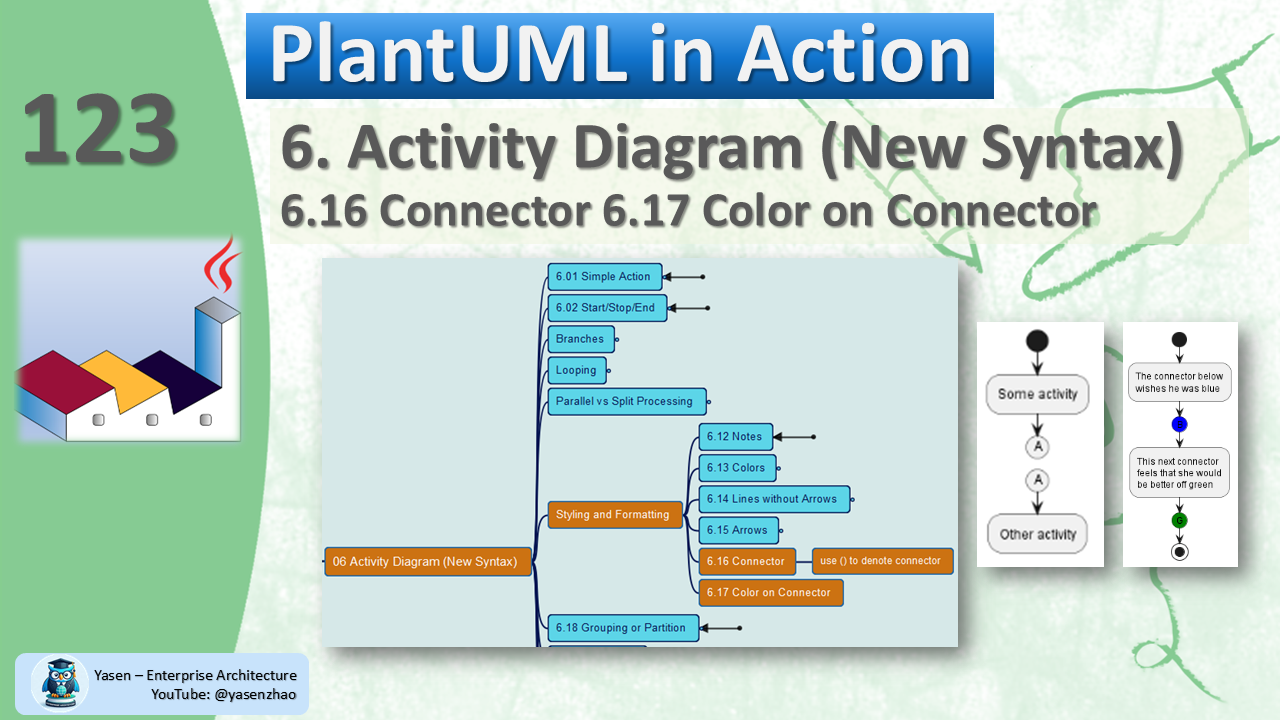 PlantUML in Action
123
6. Activity Diagram (New Syntax)
6.16 Connector 6.17 Color on Connector
6.01 Simple Action
6.02 Start/Stop/End
Branches
Looping
Parallel vs Split Processing
6.12 Notes
6.13 Colors
6.14 Lines without Arrows
Styling and Formatting
6.15 Arrows
06 Activity Diagram (New Syntax)
6.16 Connector
use () to denote connector
6.17 Color on Connector
6.18 Grouping or Partition
Some activity
A
A
Other activity
The connector below
wishes he was blue
B
This next connector
feels that she would
be better off green
G
Yasen – Enterprise Architecture
YouTube: @yasenzhao